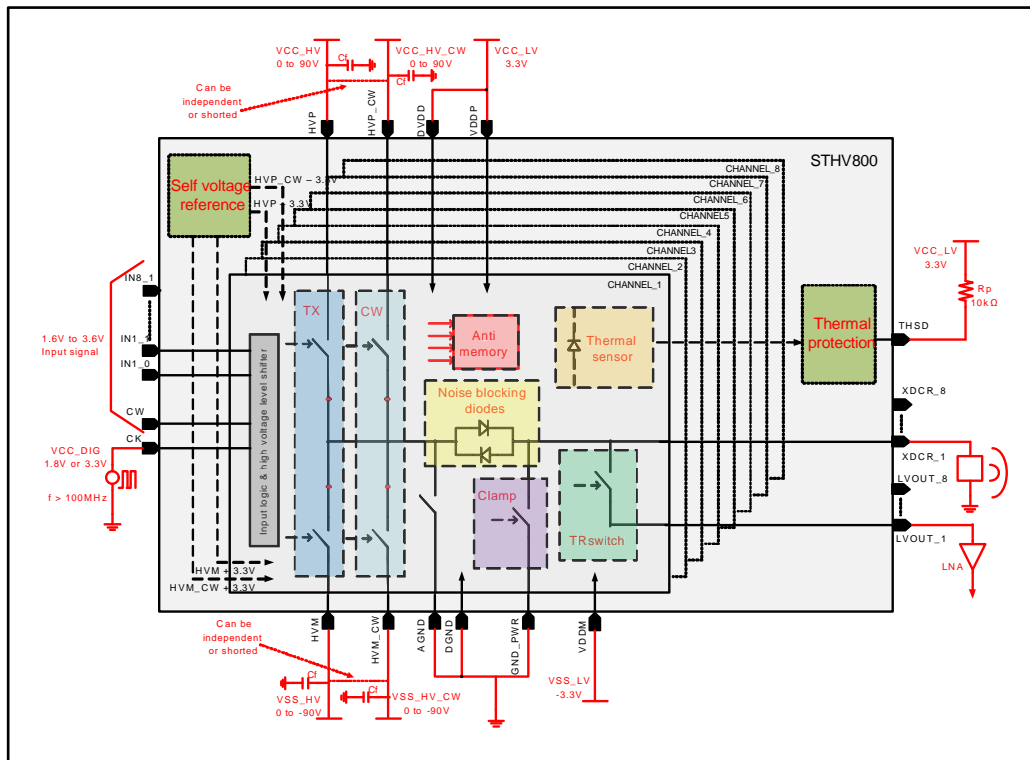 VCC_HV
0 to 90V
Cf
VCC_HV_CW
0 to 90V
Cf
VCC_LV
3.3V
Can be
independent
or shorted
HVP
HVP_CW
DVDD
VDDP
STHV800
Self voltage
reference
HVP_CW – 3.3V
HVP – 3.3V
CHANNEL_8
CHANNEL_7
CHANNEL_6
CHANNEL5
CHANNEL_4
CHANNEL3
CHANNEL_2
CHANNEL_1
VCC_LV
3.3V
Rp
10kΩ
THSD
Thermal
protection
IN8_1
1.6V to 3.6V
Input signal
IN1_1
IN1_0
CW
CK
VCC_DIG
1.8V or 3.3V
f > 100MHz
Input logic & high voltage level shifter
TX
CW
Anti
memory
Thermal
sensor
Noise blocking
diodes
Clamp
TRswitch
XDCR_8
XDCR_1
LVOUT_8
LVOUT_1
LNA
HVM + 3.3V
HVM_CW + 3.3V
HVM
HVM_CW
AGND
DGND
GND_PWR
VDDM
Can be
independent
or shorted
Cf
VSS_HV
0 to -90V
Cf
VSS_HV_CW
0 to -90V
VSS_LV
-3.3V